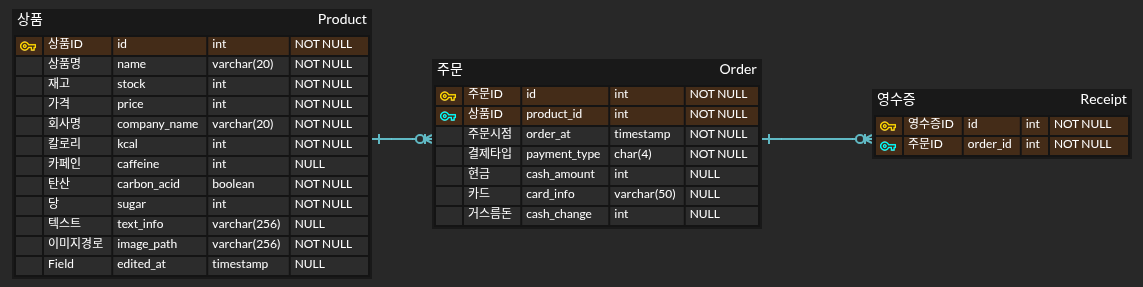 상품 Product
상품ID id int NOT NULL
상품명 name varchar(20) NOT NULL
재고 stock int NOT NULL
가격 price int NOT NULL
회사명 company_name varchar(20) NOT NULL
칼로리 kcal int NOT NULL
카페인 caffeine int NULL
탄산 carbon_acid boolean NOT NULL
당 sugar int NOT NULL
텍스트 text_info varchar(256) NULL
이미지경로 image_path varchar(256) NOT NULL
Field edited_at timestamp NULL
주문 Order
주문ID id int NOT NULL
상품ID product_id int NOT NULL
주문시점 order_at timestamp NOT NULL
결제타입 payment_type char(4) NOT NULL
현금 cash_amount int NULL
카드 card_info varchar(50) NULL
거스름돈 cash_change int NULL
영수증 Receipt
영수증ID id int NOT NULL
주문ID order_id int NOT NULL